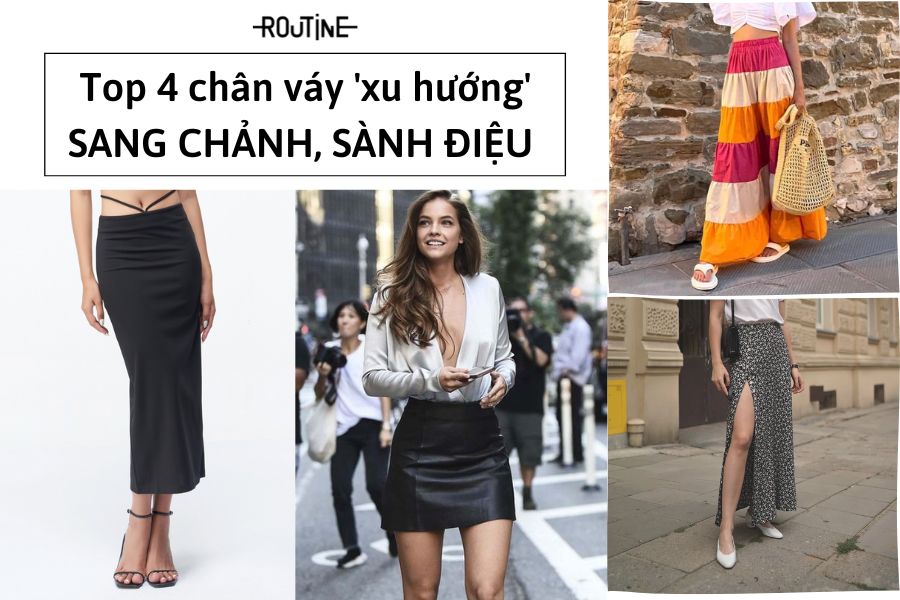 ROUTINE
Top 4 chân váy 'xu hướng'
SANG CHẢNH, SÀNH ĐIỆU